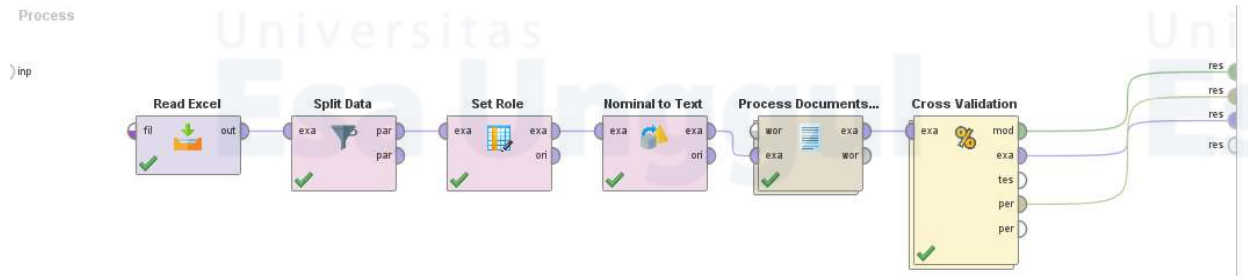 Process
Universitas
Esa Unggul
Uni
E
inp
res
res
res
res
Read Excel
fil
out
Split Data
exa
par
par
Set Role
exa
exa
ori
Nominal to Text
exa
exa
ori
Process Documents...
wor
exa
exa
wor
Cross Validation
exa
%
mod
exa
tes
per
per